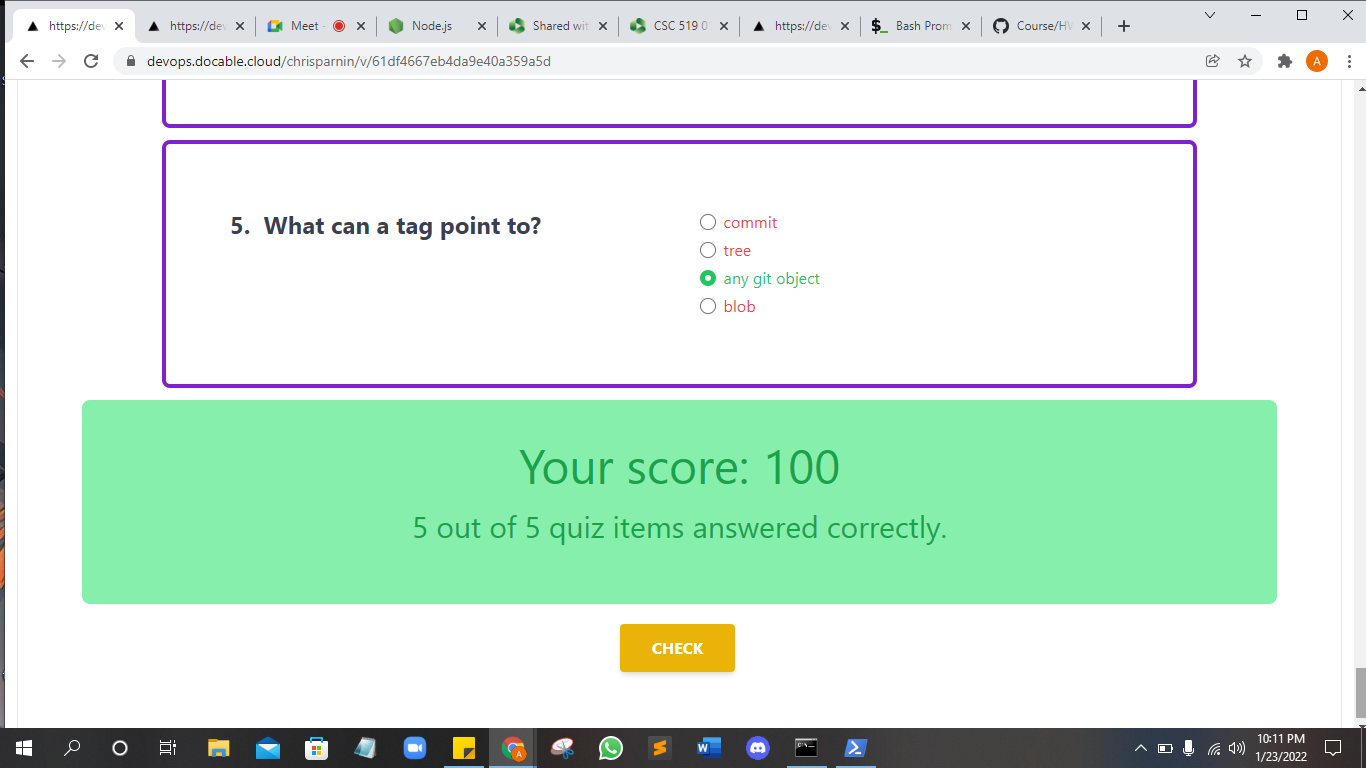 https://dev
https://dev
Meet -
Node.js
Shared wit
CSC 519 0
https://dev
Bash Prom
Course/HW
devops.docable.cloud/chrisparnin/v/61df4667eb4da9e40a359a5d
A
5. What can a tag point to?
commit
tree
any git object
blob
Your score: 100
5 out of 5 quiz items answered correctly.
CHECK
10:11 PM
1/23/2022